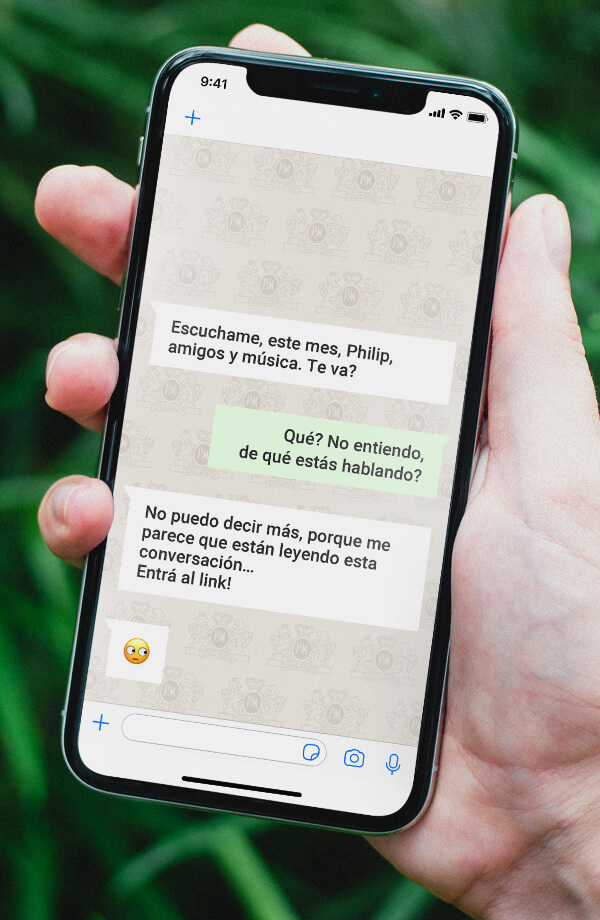 9:41
Escuchame, este mes, Philip,
amigos y música. Te va?
Qué? No entiendo,
de qué estás hablando?
No puedo decir más, porque me
parece que están leyendo esta
conversación...
Entrá al link!